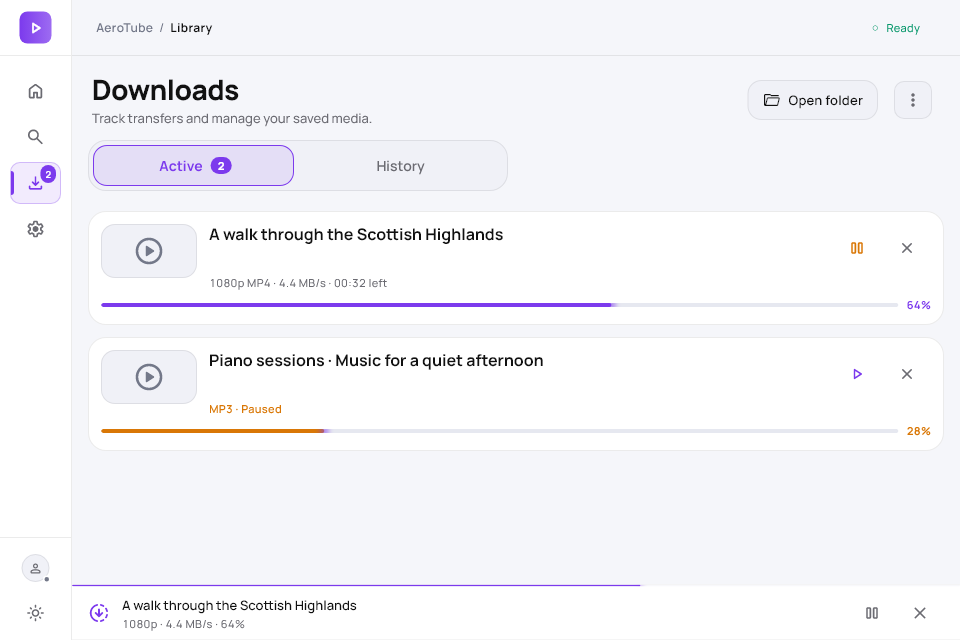 AeroTube / Library
Ready
Downloads
Track transfers and manage your saved media.
Open folder
Active 2
History
2
A walk through the Scottish Highlands
1080p MP4 · 4.4 MB/s · 00:32 left
64%
Piano sessions · Music for a quiet afternoon
MP3 · Paused
28%
A walk through the Scottish Highlands
1080p · 4.4 MB/s · 64%